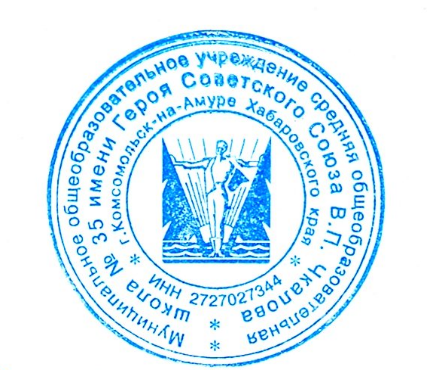 Муниципальное общеобразовательное учреждение средняя общеобразовательная
школа № 35 имени Героя Советского Союза В.П. Чкалова
г.Комсомольск-на-Амуре Хабаровского края
ИНН 2727027344